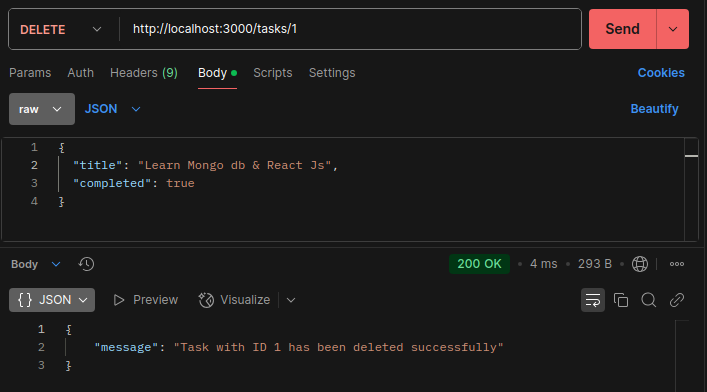 DELETE http://localhost:3000/tasks/1 Send
Params Auth Headers (9) Body Scripts Settings Cookies
raw JSON Beautify
1 {
2 "title": "Learn Mongo db & React Js",
3 "completed": true
4 }
Body 200 OK • 4 ms • 293 B
{} JSON Preview Visualize
1 {
2 "message": "Task with ID 1 has been deleted successfully"
3 }